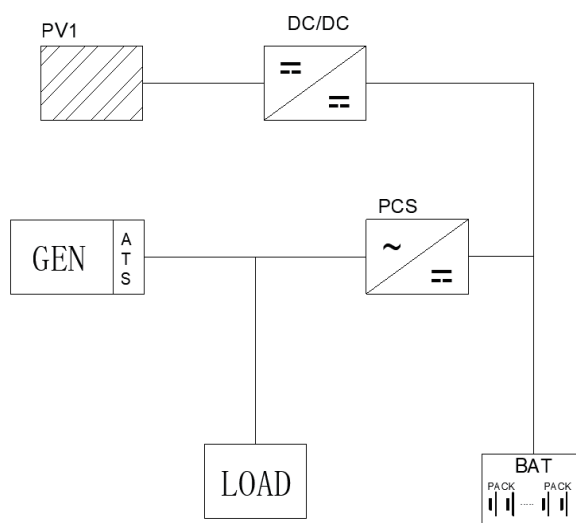 PV1
DC/DC
PCS
~
GEN
A
T
S
LOAD
BAT
PACK ..... PACK